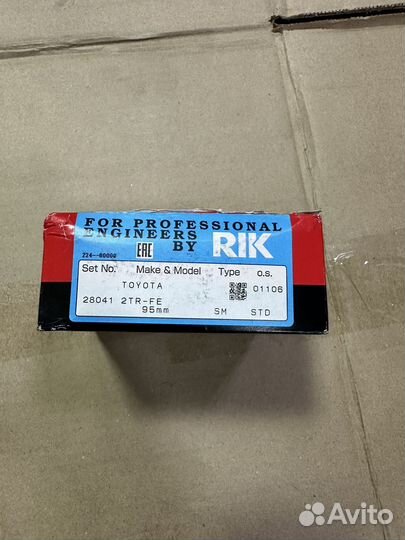 FOR PROFESSIONAL
ENGINEERS
BY RIK
EAC
224--60000
Set No. Make & Model Type o.s.
TOYOTA 01106
28041 2TR-FE
95mm SM STD
Avito